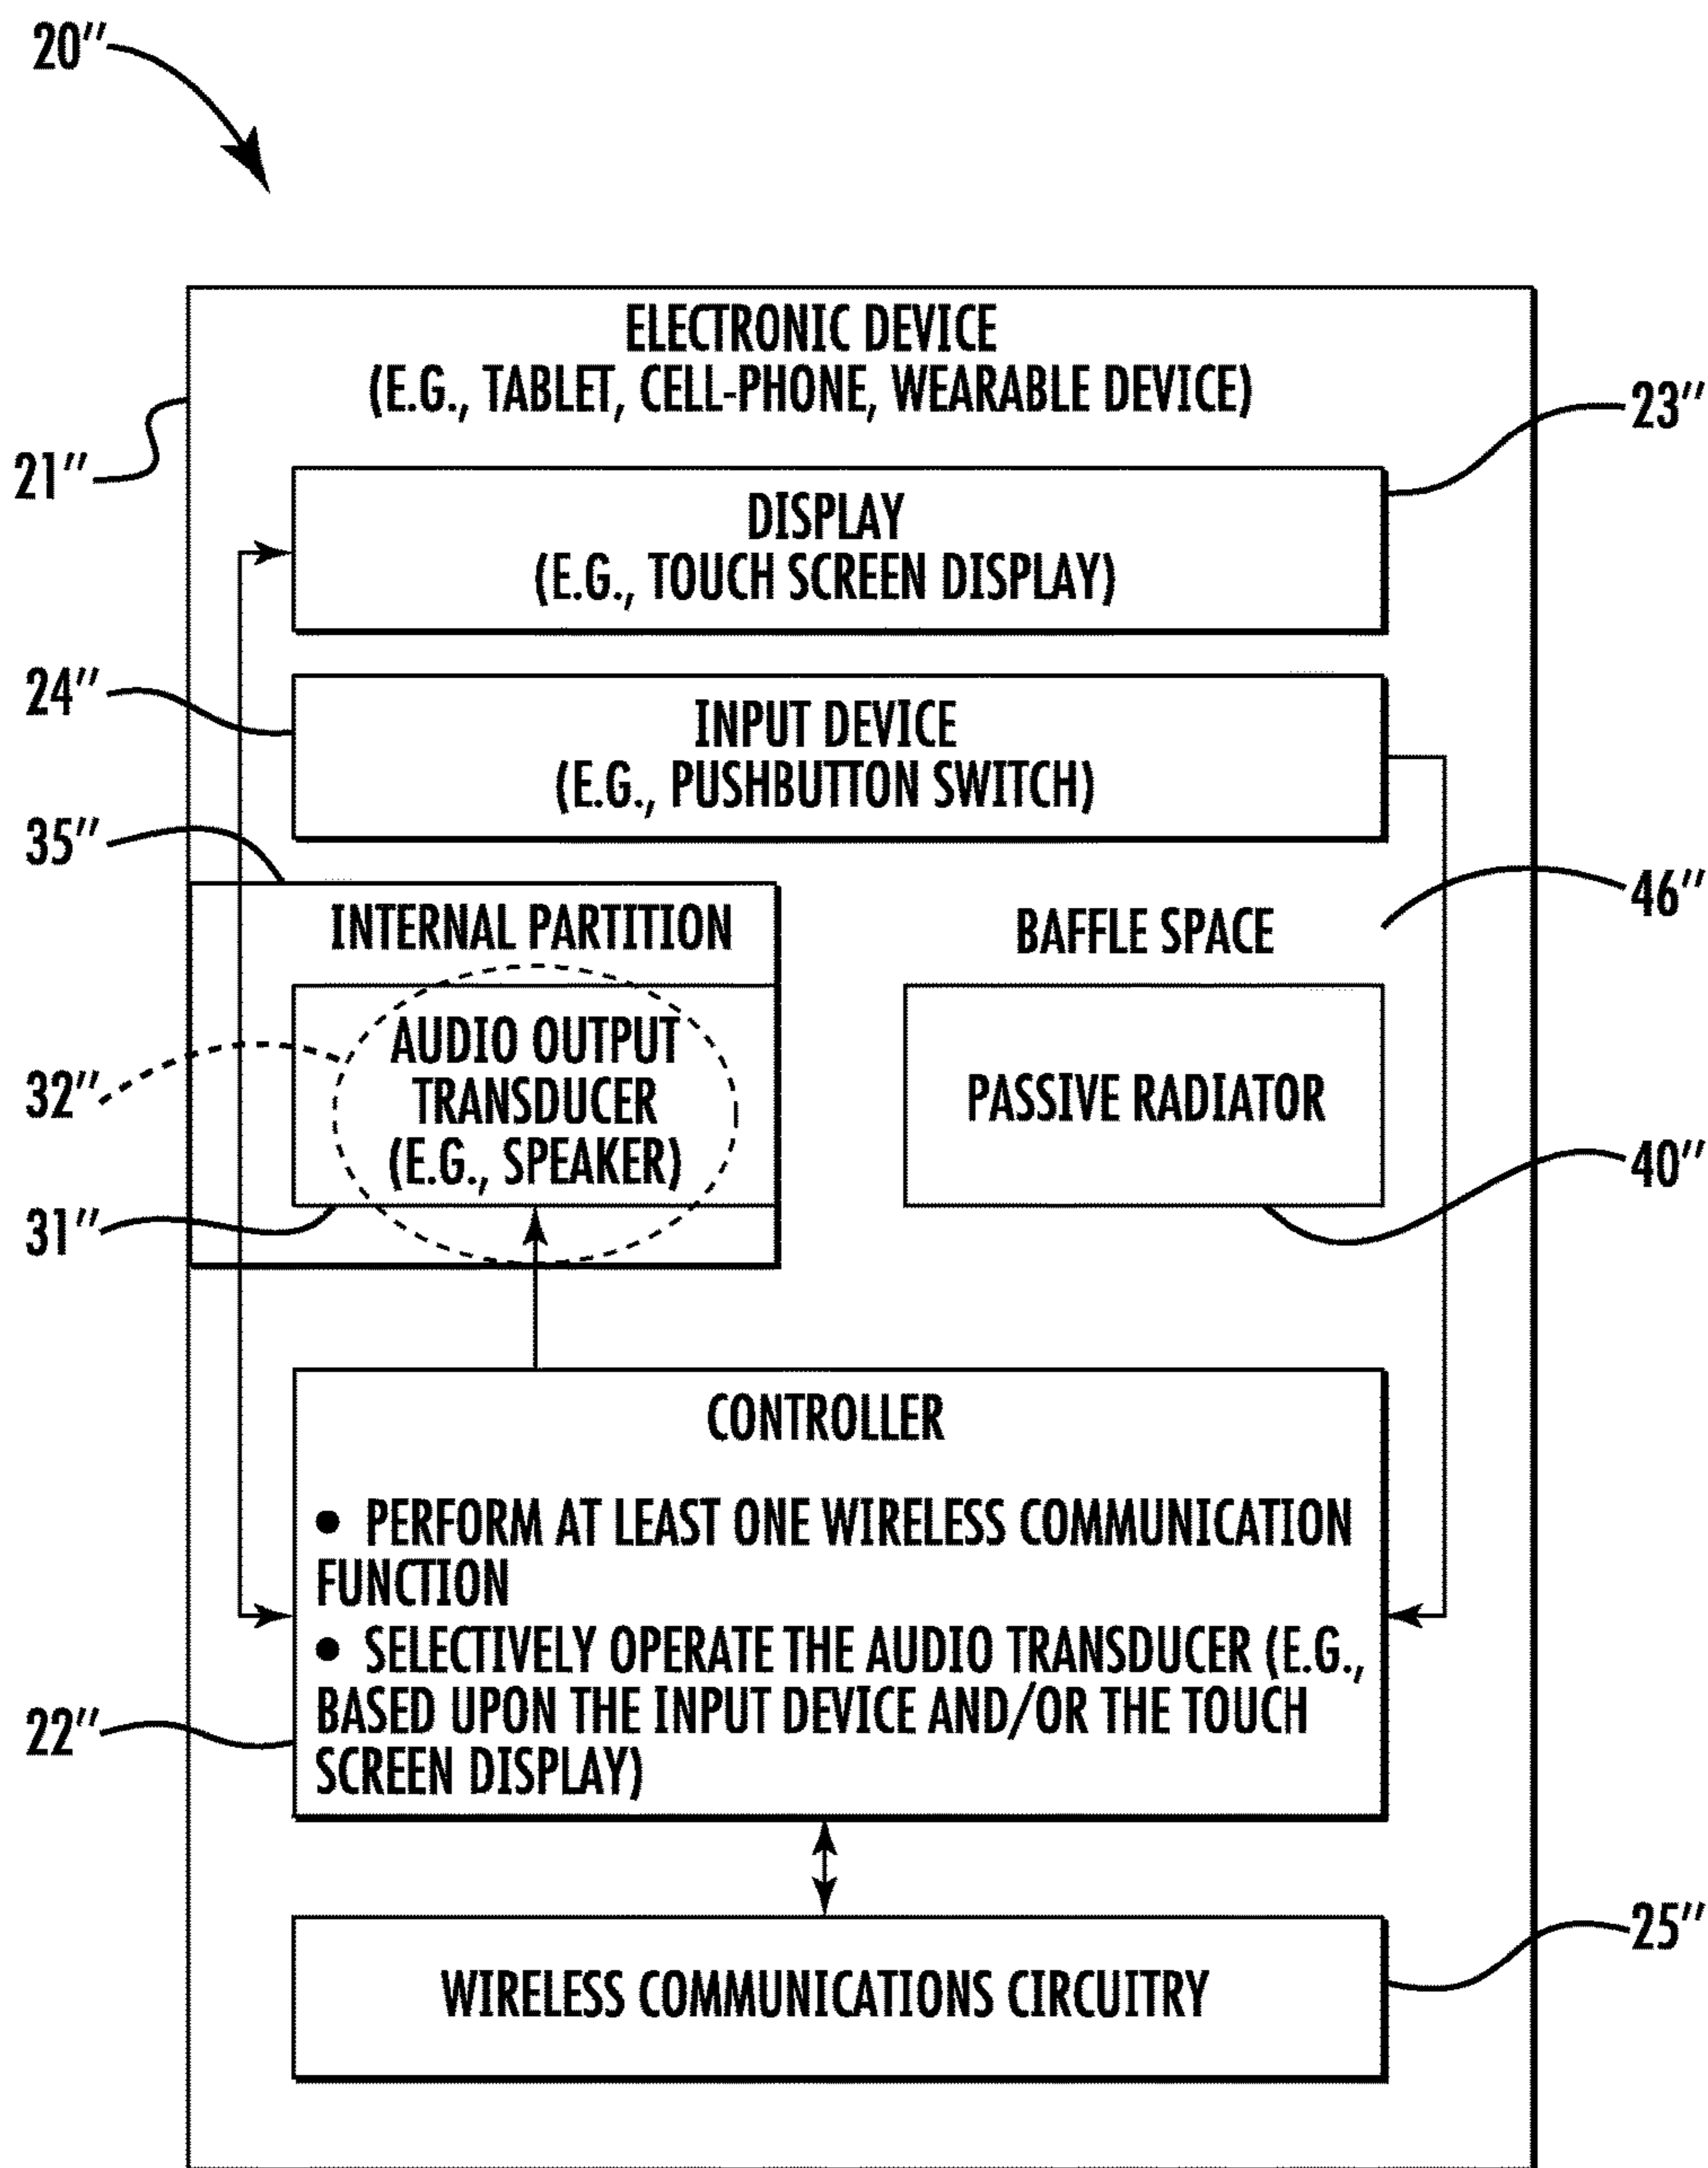 20"
ELECTRONIC DEVICE
(E.G., TABLET, CELL-PHONE, WEARABLE DEVICE)
23"
21"
DISPLAY
(E.G., TOUCH SCREEN DISPLAY)
24"
INPUT DEVICE
(E.G., PUSHBUTTON SWITCH)
35"
46"
INTERNAL PARTITION
BAFFLE SPACE
AUDIO OUTPUT
TRANSDUCER
(E.G., SPEAKER)
32"
PASSIVE RADIATOR
40"
31"
CONTROLLER
• PERFORM AT LEAST ONE WIRELESS COMMUNICATION
FUNCTION
• SELECTIVELY OPERATE THE AUDIO TRANSDUCER (E.G.,
BASED UPON THE INPUT DEVICE AND/OR THE TOUCH
SCREEN DISPLAY)
22"
25"
WIRELESS COMMUNICATIONS CIRCUITRY